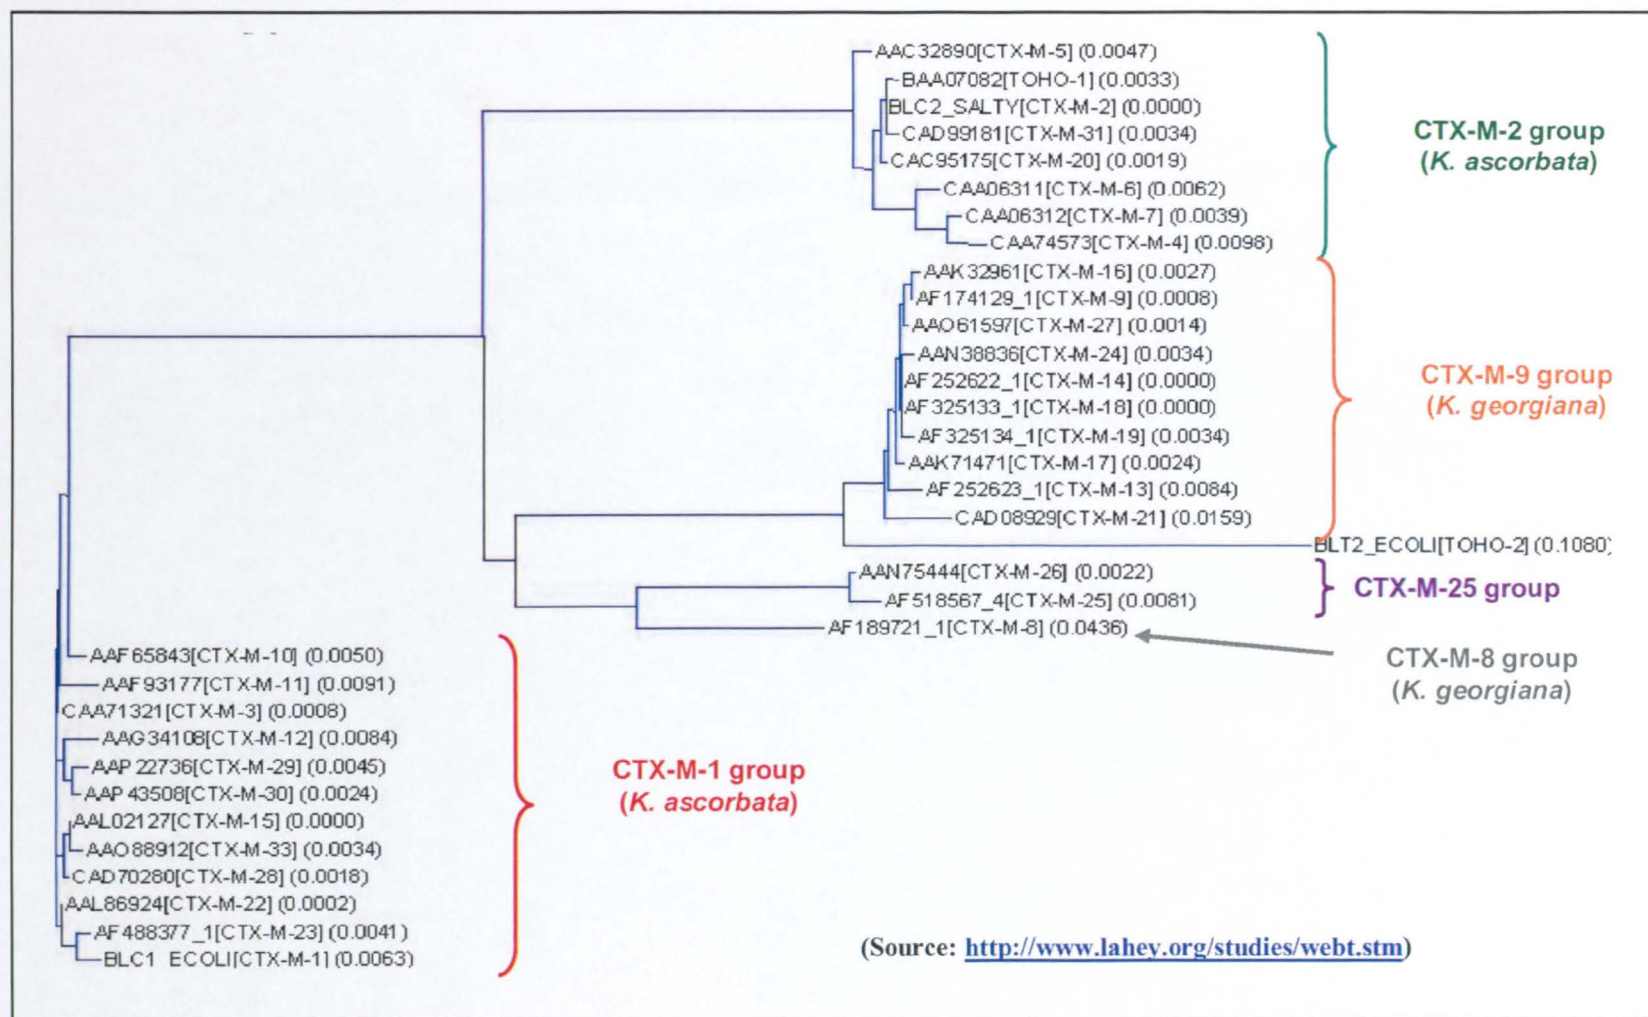 AAC32890[CTX-M-5] (0.0047)
BAA07082[TOHO-1] (0.0033)
BLC2_SALTY[CTX-M-2] (0.0000)
CAD99181[CTX-M-31] (0.0034)
CAC95175[CTX-M-20] (0.0019)
CAA06311[CTX-M-6] (0.0062)
CAA06312[CTX-M-7] (0.0039)
CAA74573[CTX-M-4] (0.0098)
CTX-M-2 group
(K. ascorbata)
AAK32961[CTX-M-16] (0.0027)
AF174129_1[CTX-M-9] (0.0008)
AAO61597[CTX-M-27] (0.0014)
AAN38836[CTX-M-24] (0.0034)
AF252622_1[CTX-M-14] (0.0000)
AF325133_1[CTX-M-18] (0.0000)
AF325134_1[CTX-M-19] (0.0034)
AAK71471[CTX-M-17] (0.0024)
AF252623_1[CTX-M-13] (0.0084)
CAD08929[CTX-M-21] (0.0159)
CTX-M-9 group
(K. georgiana)
BLT2_ECOLI[TOHO-2] (0.1080)
AAN75444[CTX-M-26] (0.0022)
AF518567_4[CTX-M-25] (0.0081)
CTX-M-25 group
AF189721_1[CTX-M-8] (0.0436)
CTX-M-8 group
(K. georgiana)
AAF65843[CTX-M-10] (0.0050)
AAF93177[CTX-M-11] (0.0091)
CAA71321[CTX-M-3] (0.0008)
AAG34108[CTX-M-12] (0.0084)
AAP22736[CTX-M-29] (0.0045)
AAP43508[CTX-M-30] (0.0024)
AAL02127[CTX-M-15] (0.0000)
AAO88912[CTX-M-33] (0.0034)
CAD70280[CTX-M-28] (0.0018)
AAL86924[CTX-M-22] (0.0002)
AF488377_1[CTX-M-23] (0.0041)
BLC1_ECOLI[CTX-M-1] (0.0063)
CTX-M-1 group
(K. ascorbata)
(Source: http://www.lahey.org/studies/webt.stm)